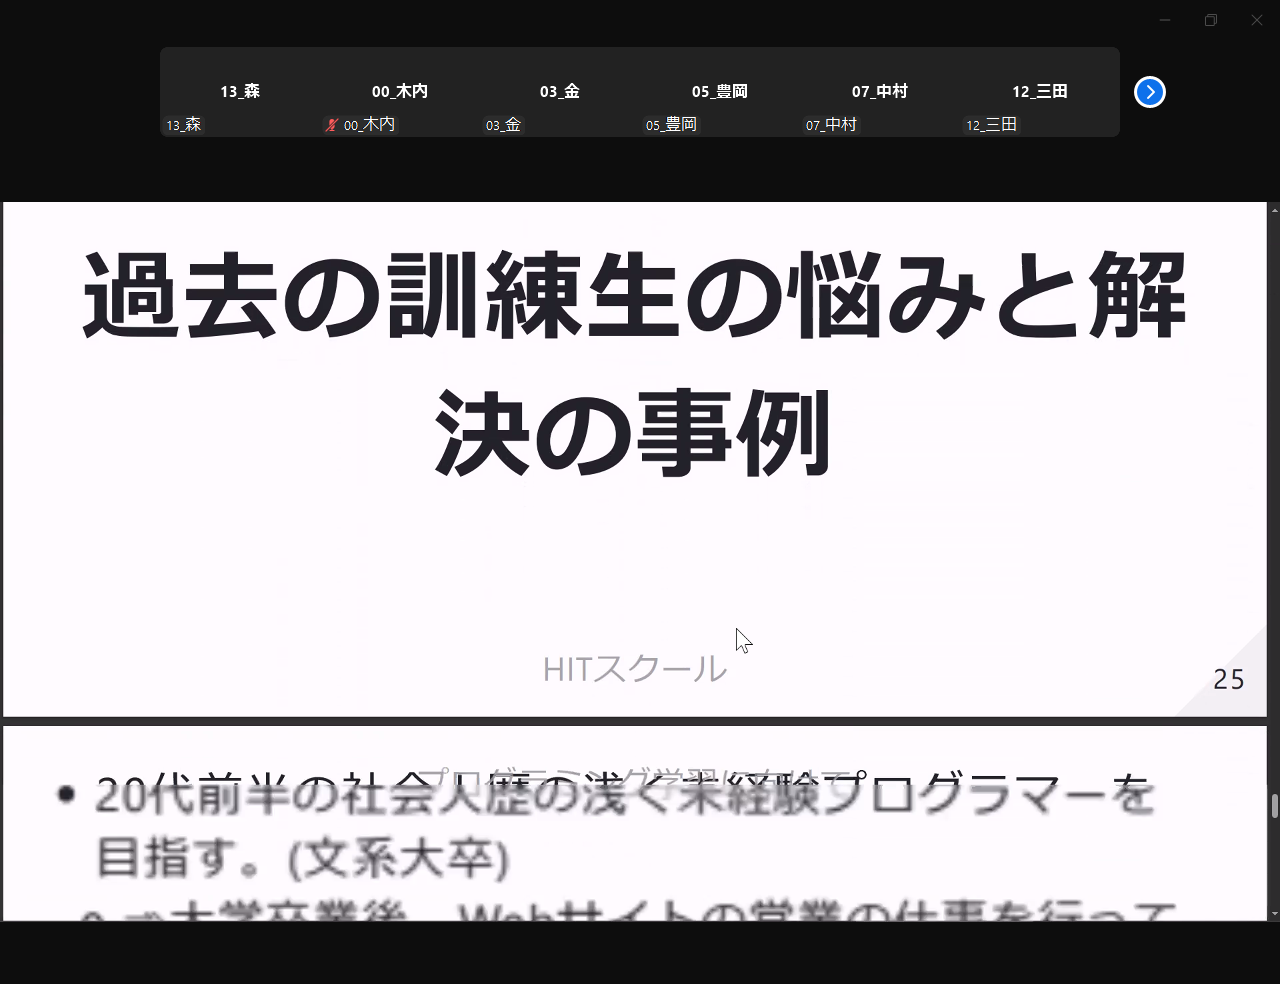 13_森
00_木内
03_金
05_豊岡
07_中村
12_三田
13_森
00_木内
03_金
05_豊岡
07_中村
12_三田
過去の訓練生の悩みと解
決の事例
HITスクール
25
プログラミング学習にむけて
• 20代前半の社会人歴の浅く未経験プログラマーを
目指す。(文系大卒)
⇒大学卒業後、Webサイトの営業の仕事を行って